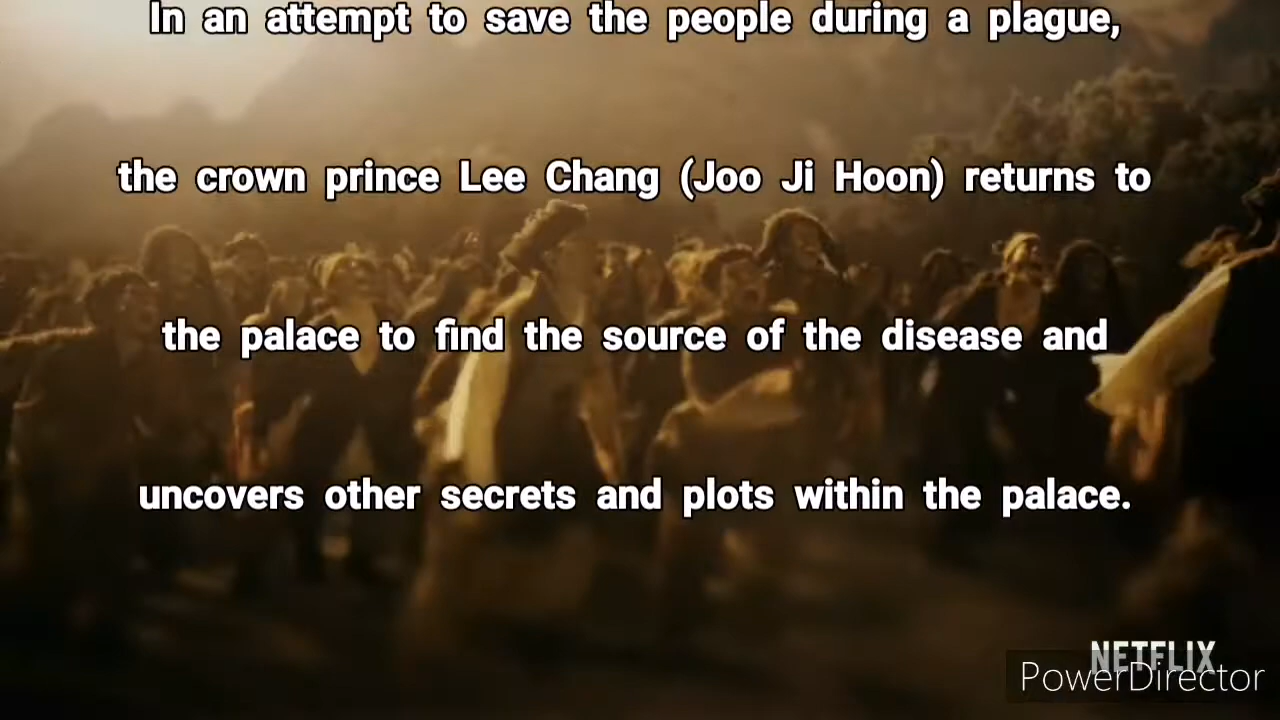 In an attempt to save the people during a plague,
the crown prince Lee Chang (Joo Ji Hoon) returns to
the palace to find the source of the disease and
uncovers other secrets and plots within the palace.
NETFLIX
PowerDirector